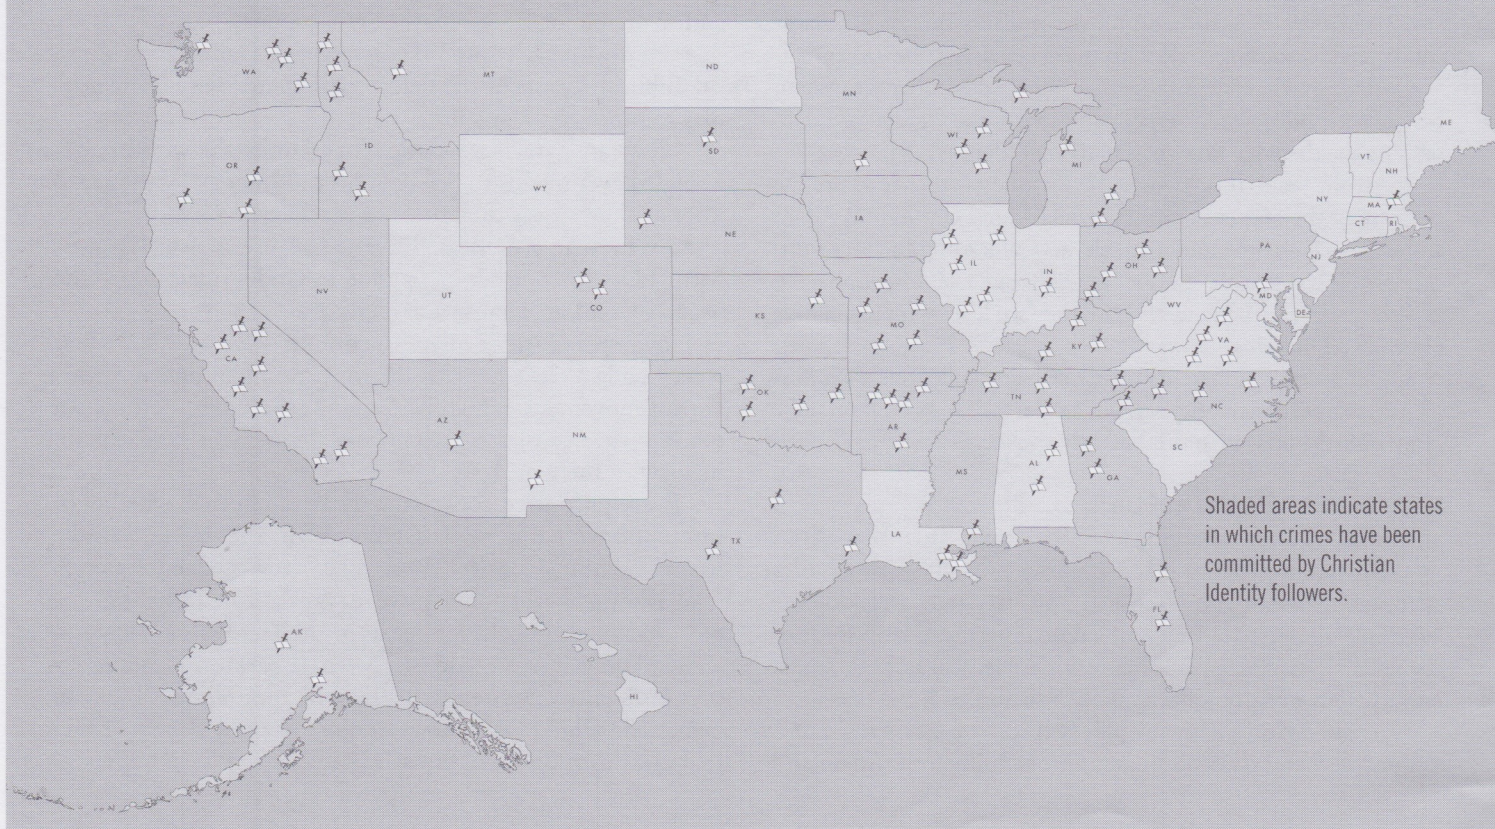 WA
MT
ND
MN
ME
OR
ID
SD
WI
MI
VT
NH
WY
NY
MA
IA
CT
RI
NE
PA
NV
UT
CO
IL
IN
OH
NJ
WV
MD
DE
KS
MO
KY
VA
CA
AZ
NM
OK
AR
TN
NC
MS
AL
GA
SC
TX
LA
FL
AK
HI
Shaded areas indicate states
in which crimes have been
committed by Christian
Identity followers.